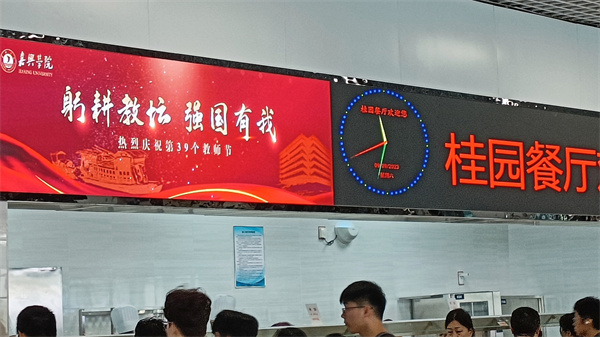 嘉興學院
JIAXING UNIVERSITY
躬耕教坛 强国有我
热烈庆祝第39个教师节
桂园餐厅欢迎您
桂园餐厅